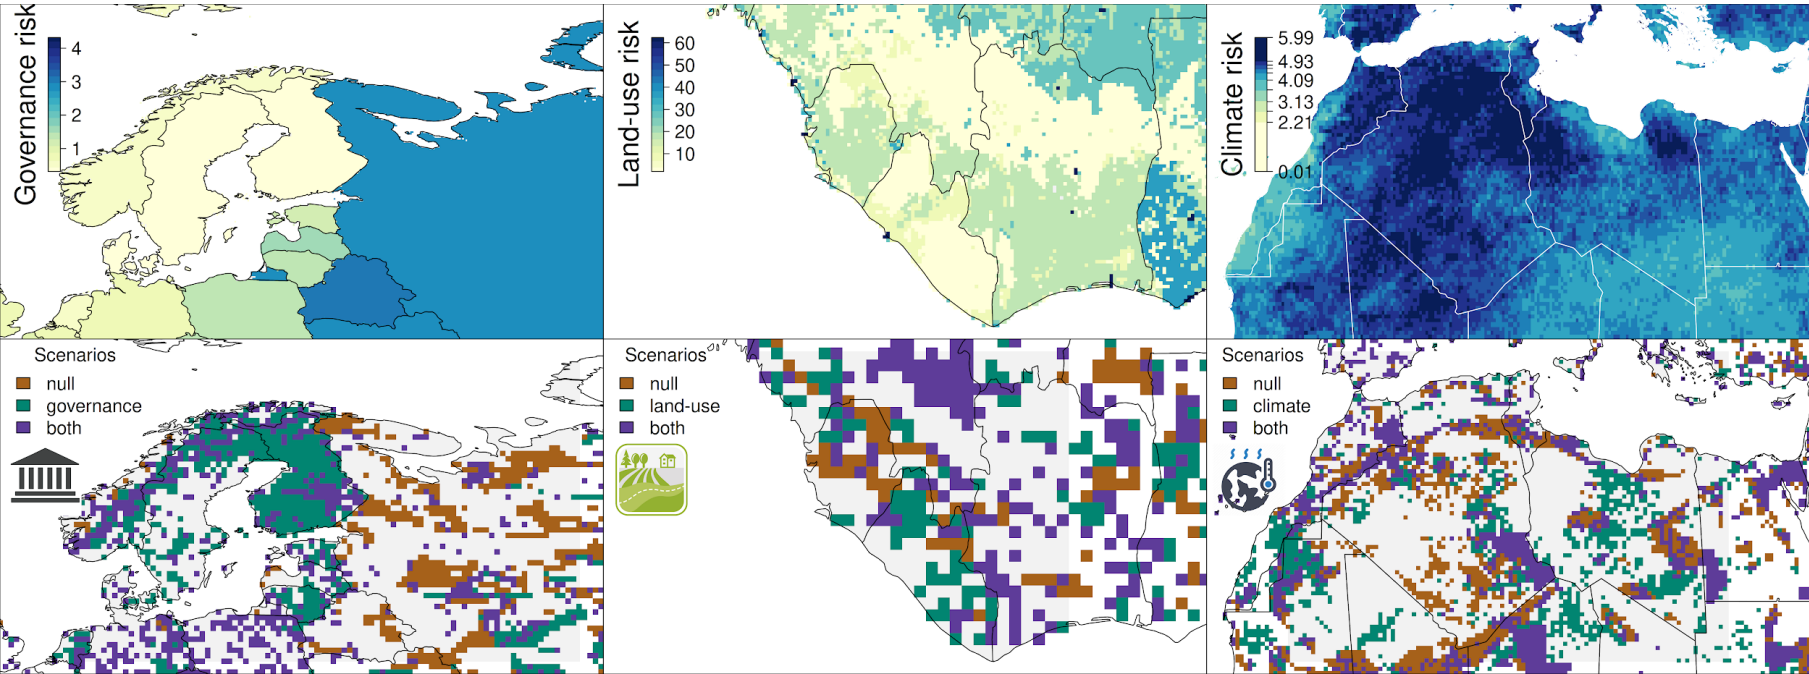 Governance risk
4
3
2
1
Land-use risk
60
50
40
30
20
10
Climate risk
5.99
4.93
4.09
3.13
2.21
0.01
Scenarios
null
governance
both
Scenarios
null
land-use
both
Scenarios
null
climate
both